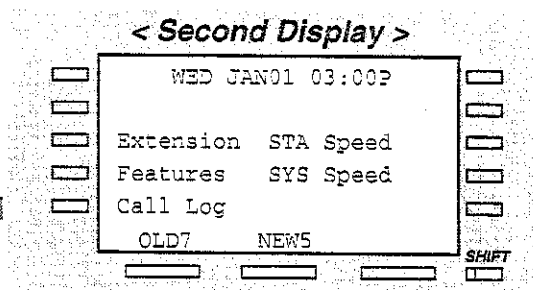 < Second Display >
WED JAN01 03:00P
Extension STA Speed
Features SYS Speed
Call Log
OLD7 NEW5
SHIFT